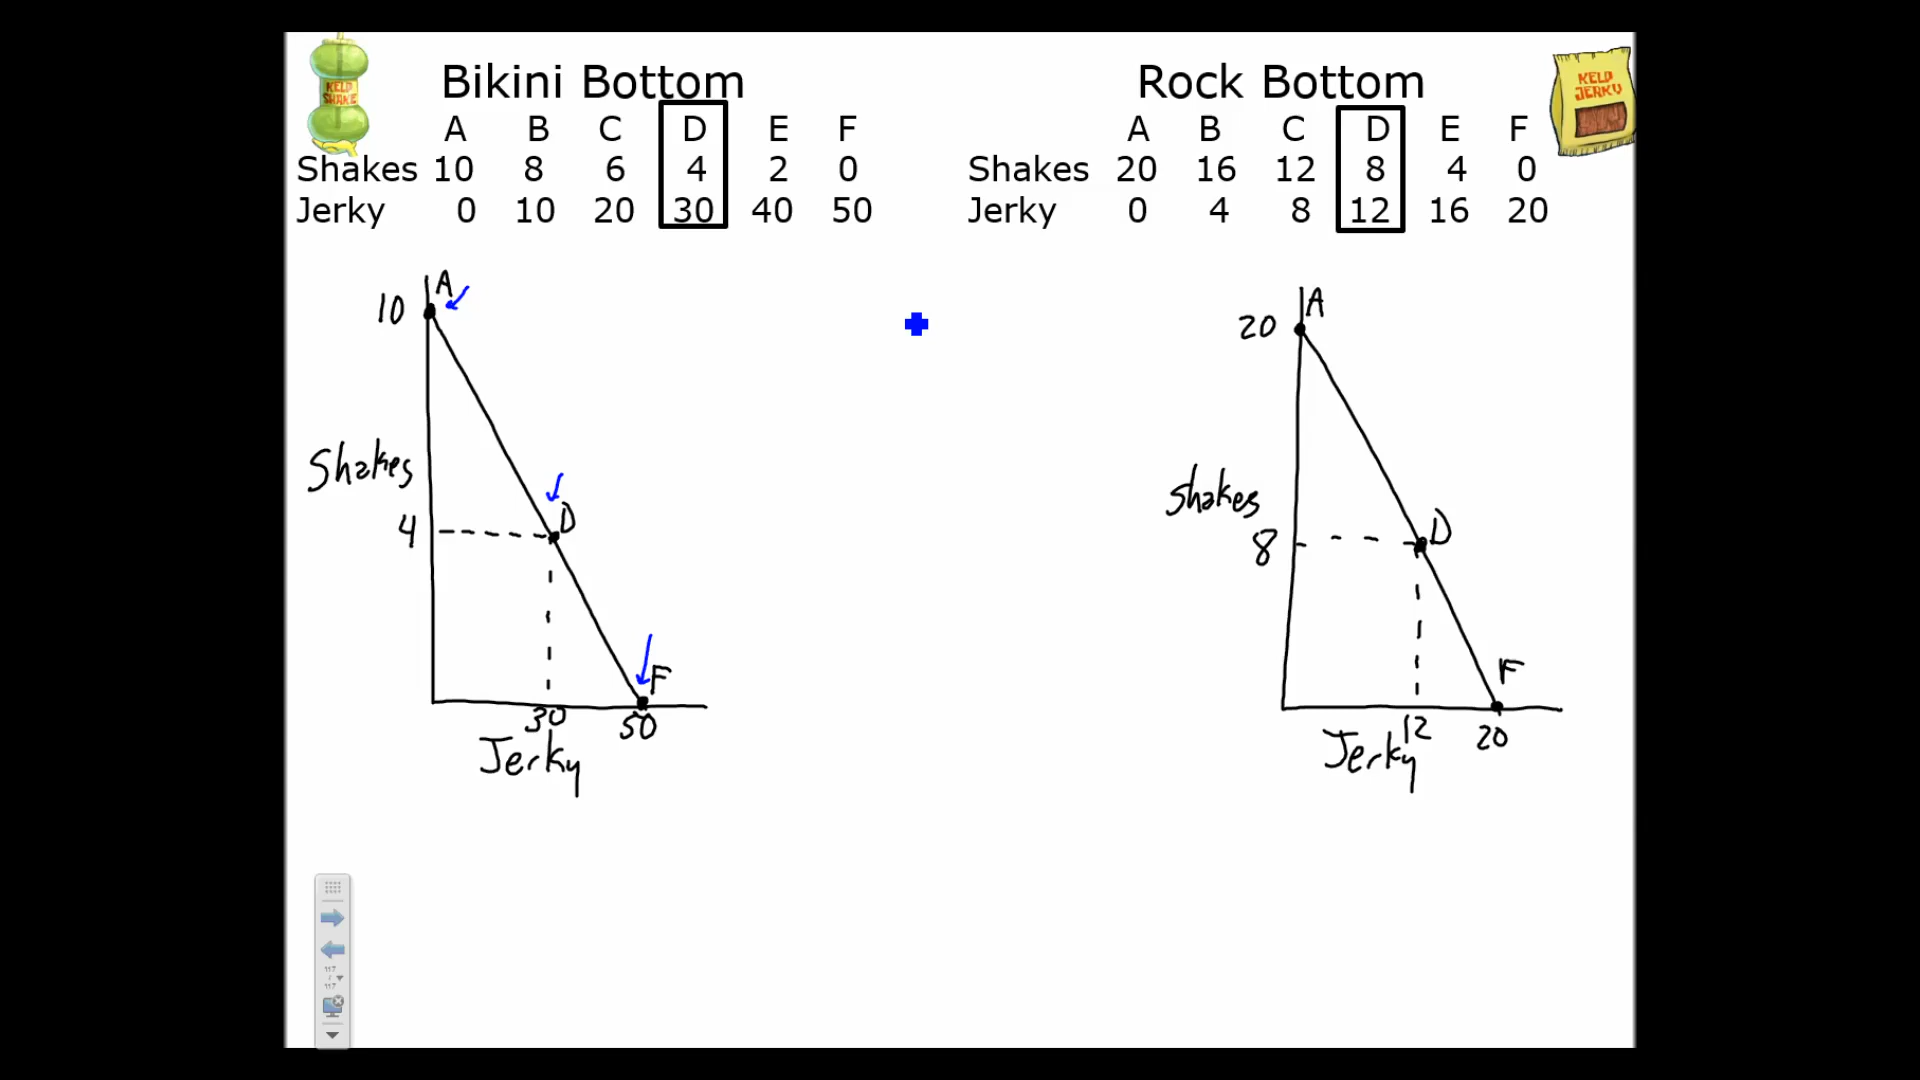 Bikini Bottom
A B C D E F
Shakes 10 8 6 4 2 0
Jerky 0 10 20 30 40 50
KELP
SHAKE
Rock Bottom
A B C D E F
Shakes 20 16 12 8 4 0
Jerky 0 4 8 12 16 20
KELP
JERKY
A
10
Shakes
D
4
F
30 50
Jerky
A
20
Shakes
D
8
F
12 20
Jerky